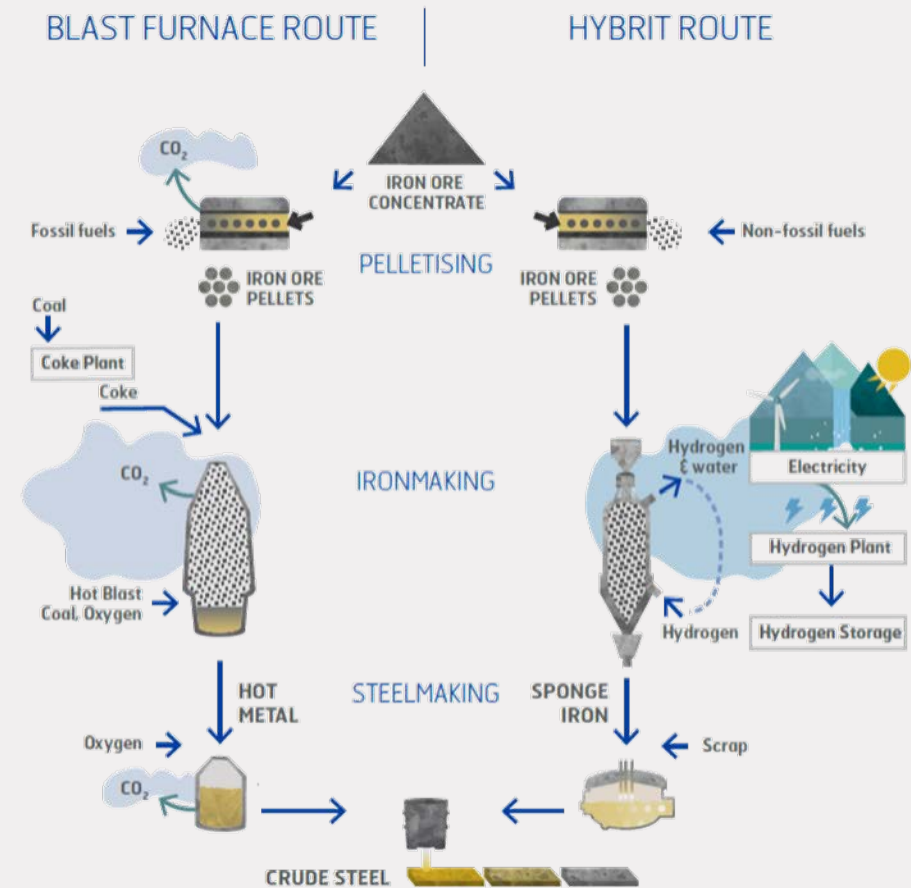 BLAST FURNACE ROUTE
HYBRIT ROUTE
CO₂
IRON ORE
CONCENTRATE
Fossil fuels
Non-fossil fuels
PELLETISING
IRON ORE
PELLETS
IRON ORE
PELLETS
Coal
Coke Plant
Coke
CO₂
IRONMAKING
Hydrogen
& water
Electricity
Hydrogen Plant
Hot Blast
Coal, Oxygen
Hydrogen
Hydrogen Storage
HOT
METAL
STEELMAKING
SPONGE
IRON
Oxygen
Scrap
CO₂
CRUDE STEEL